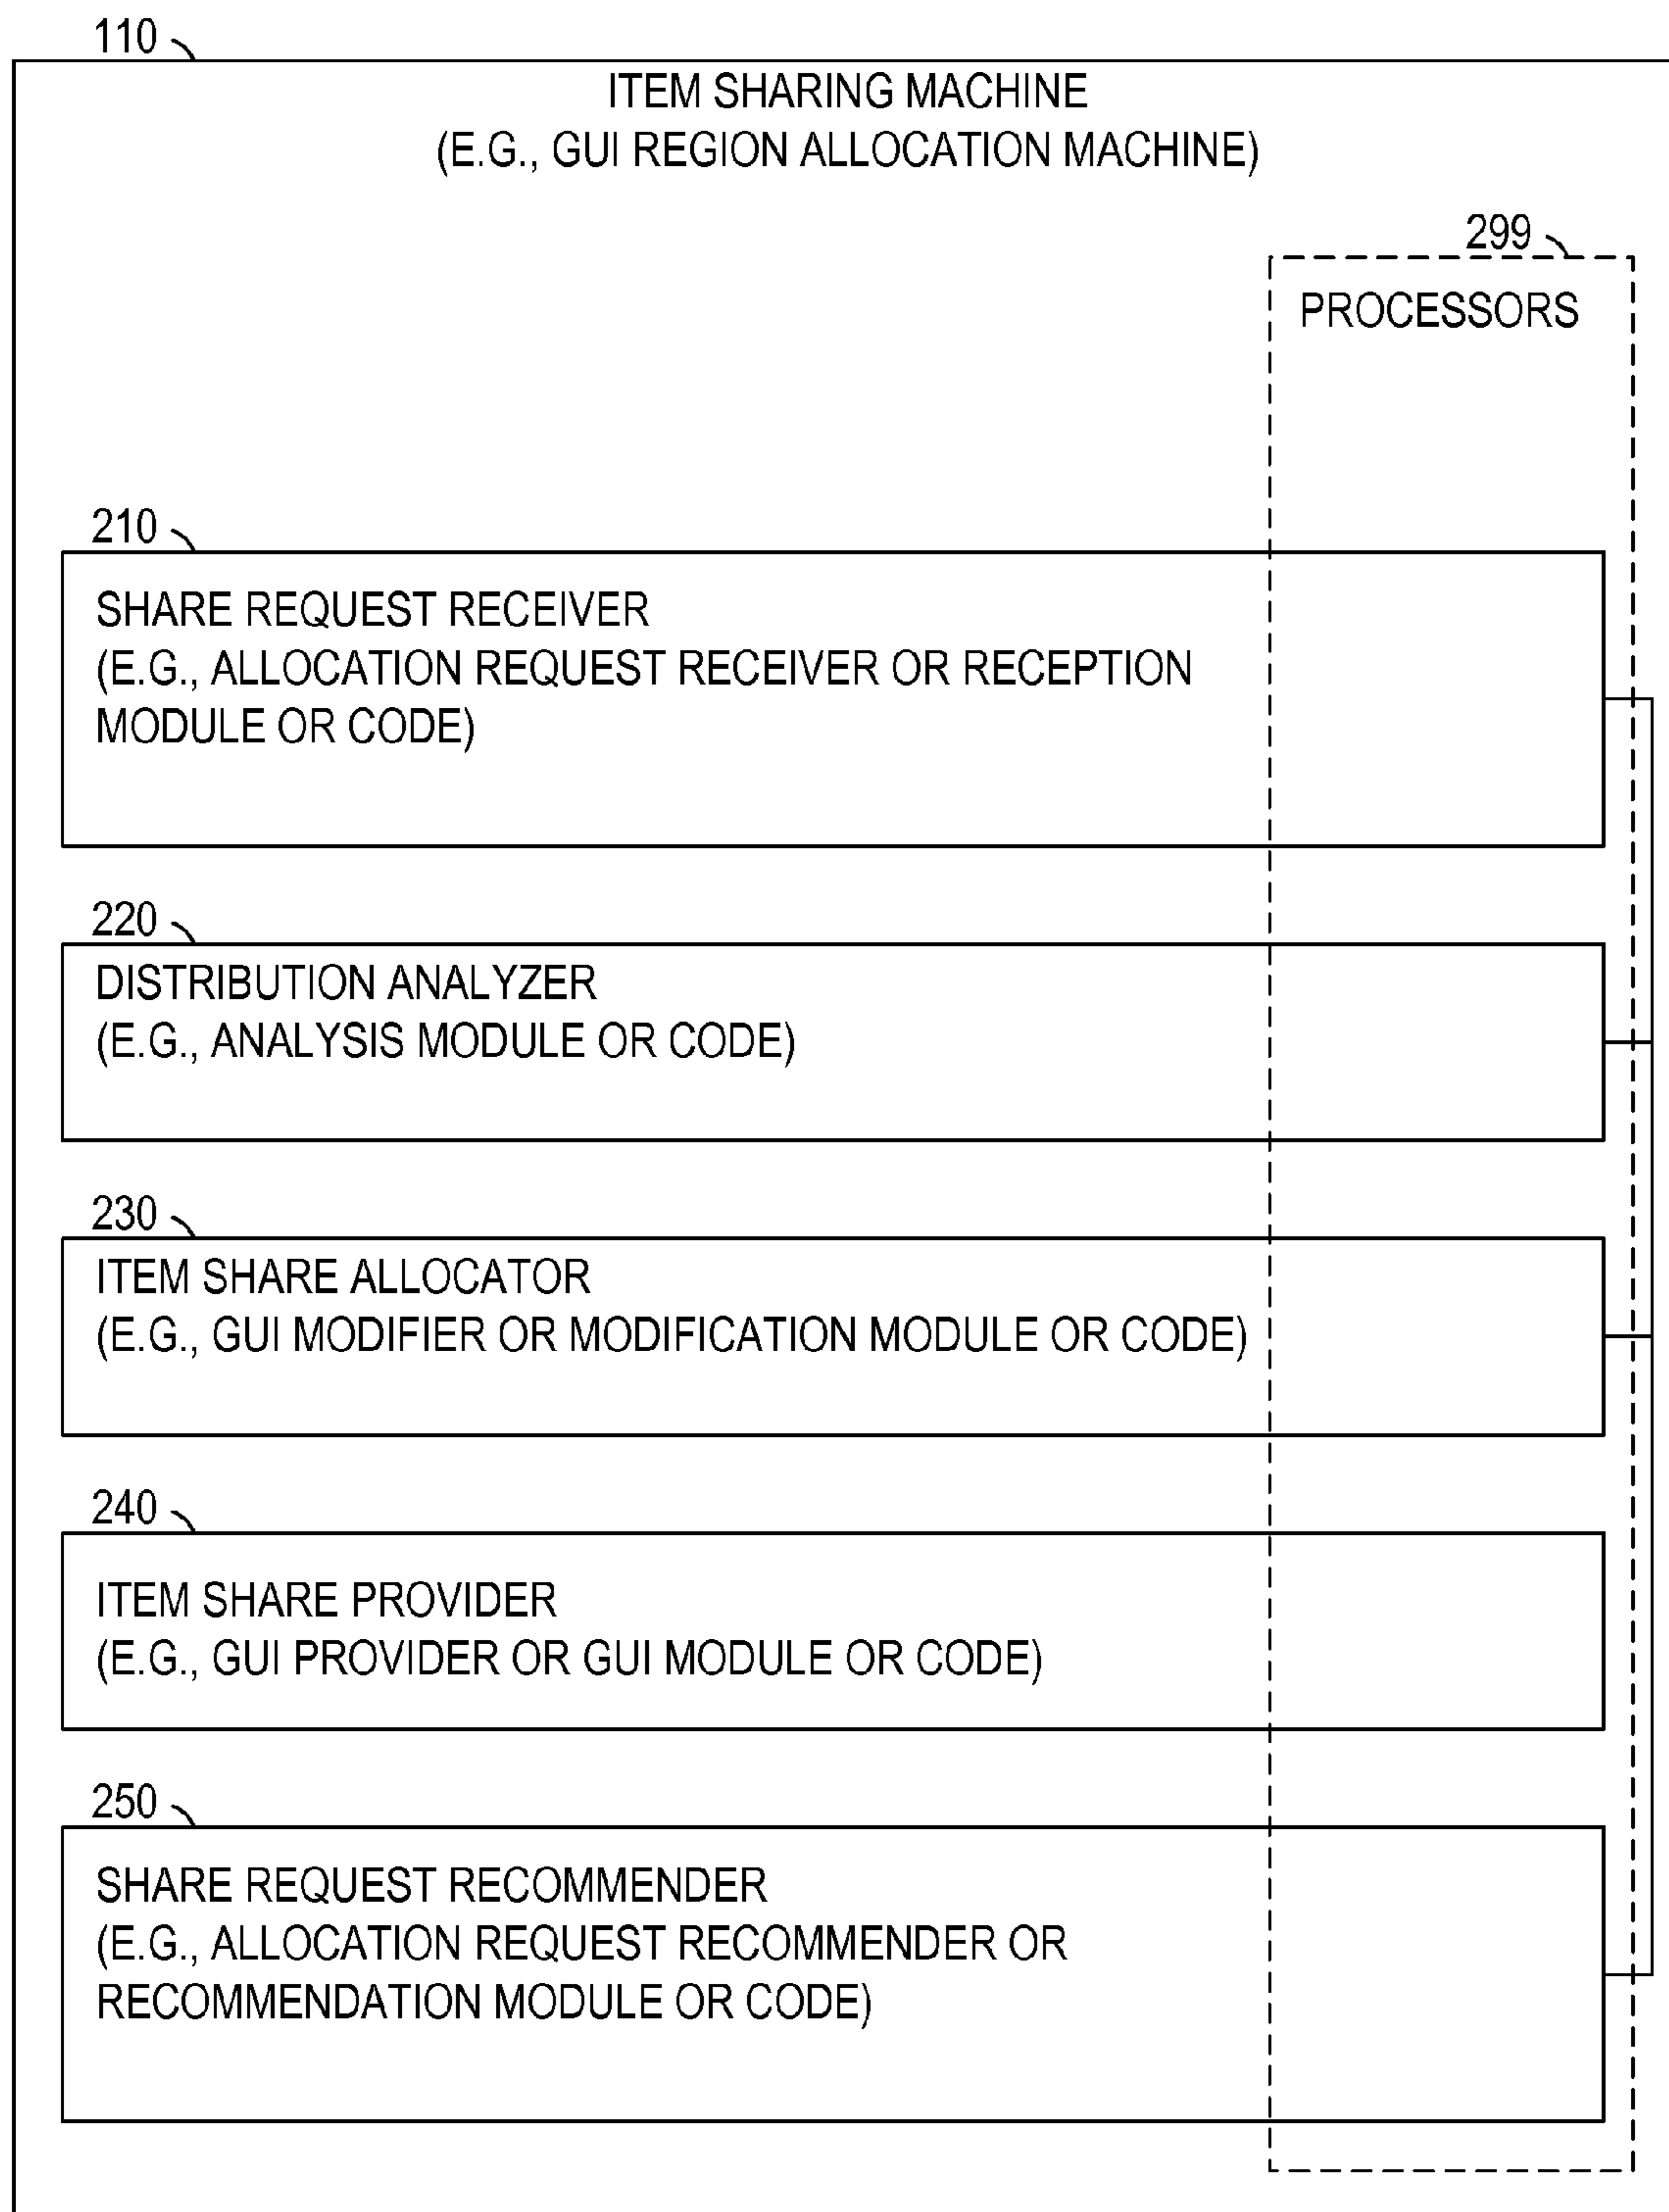 110
ITEM SHARING MACHINE
(E.G., GUI REGION ALLOCATION MACHINE)
299
PROCESSORS
210
SHARE REQUEST RECEIVER
(E.G., ALLOCATION REQUEST RECEIVER OR RECEPTION
MODULE OR CODE)
220
DISTRIBUTION ANALYZER
(E.G., ANALYSIS MODULE OR CODE)
230
ITEM SHARE ALLOCATOR
(E.G., GUI MODIFIER OR MODIFICATION MODULE OR CODE)
240
ITEM SHARE PROVIDER
(E.G., GUI PROVIDER OR GUI MODULE OR CODE)
250
SHARE REQUEST RECOMMENDER
(E.G., ALLOCATION REQUEST RECOMMENDER OR
RECOMMENDATION MODULE OR CODE)